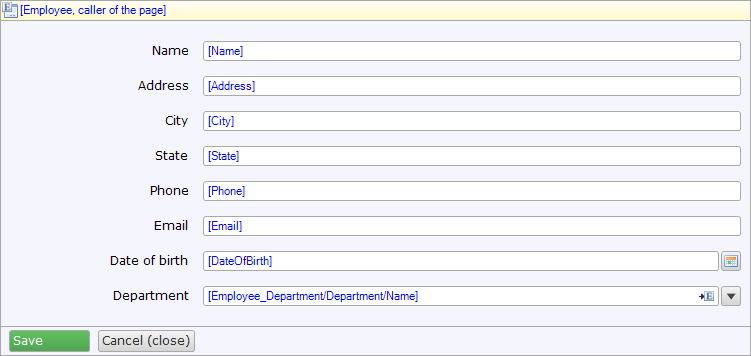 [Employee, caller of the page]
Name [Name]
Address [Address]
City [City]
State [State]
Phone [Phone]
Email [Email]
Date of birth [DateOfBirth]
Department [Employee_Department/Department/Name]
Save Cancel (close)